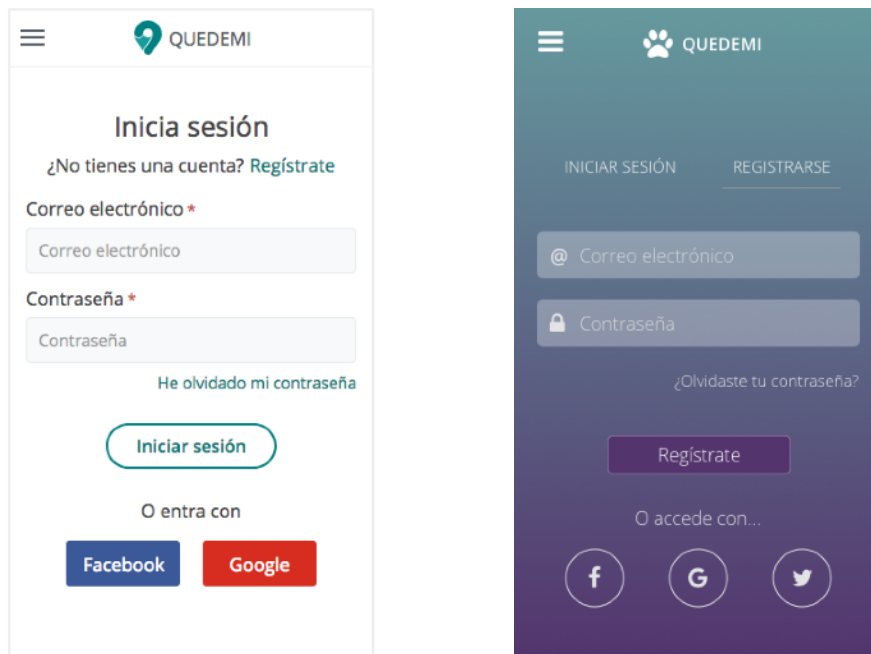 QUEDEMI
Inicia sesión
¿No tienes una cuenta? Regístrate
Correo electrónico *
Correo electrónico
Contraseña *
Contraseña
He olvidado mi contraseña
Iniciar sesión
O entra con
Facebook Google
QUEDEMI
INICIAR SESIÓN REGISTRARSE
@ Correo electrónico
Contraseña
¿Olvidaste tu contraseña?
Regístrate
O accede con...
f G